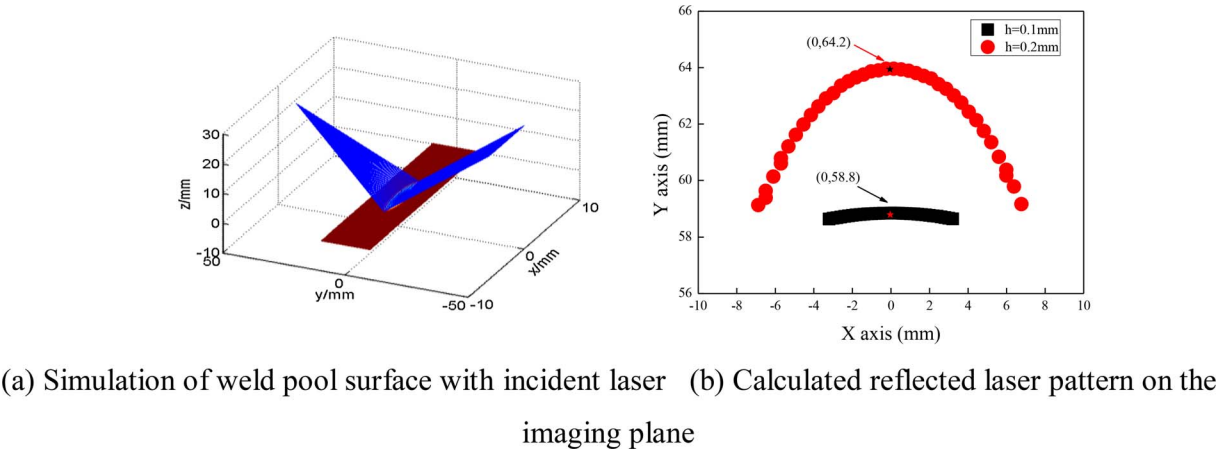 30
20
10
0
-10
z/mm
50
0
-50
y/mm
-10
0
10
x/mm
66
64
62
60
58
56
Y axis (mm)
h=0.1mm
h=0.2mm
(0,64.2)
(0,58.8)
-10 -8 -6 -4 -2 0 2 4 6 8 10
X axis (mm)
(a) Simulation of weld pool surface with incident laser (b) Calculated reflected laser pattern on the
imaging plane